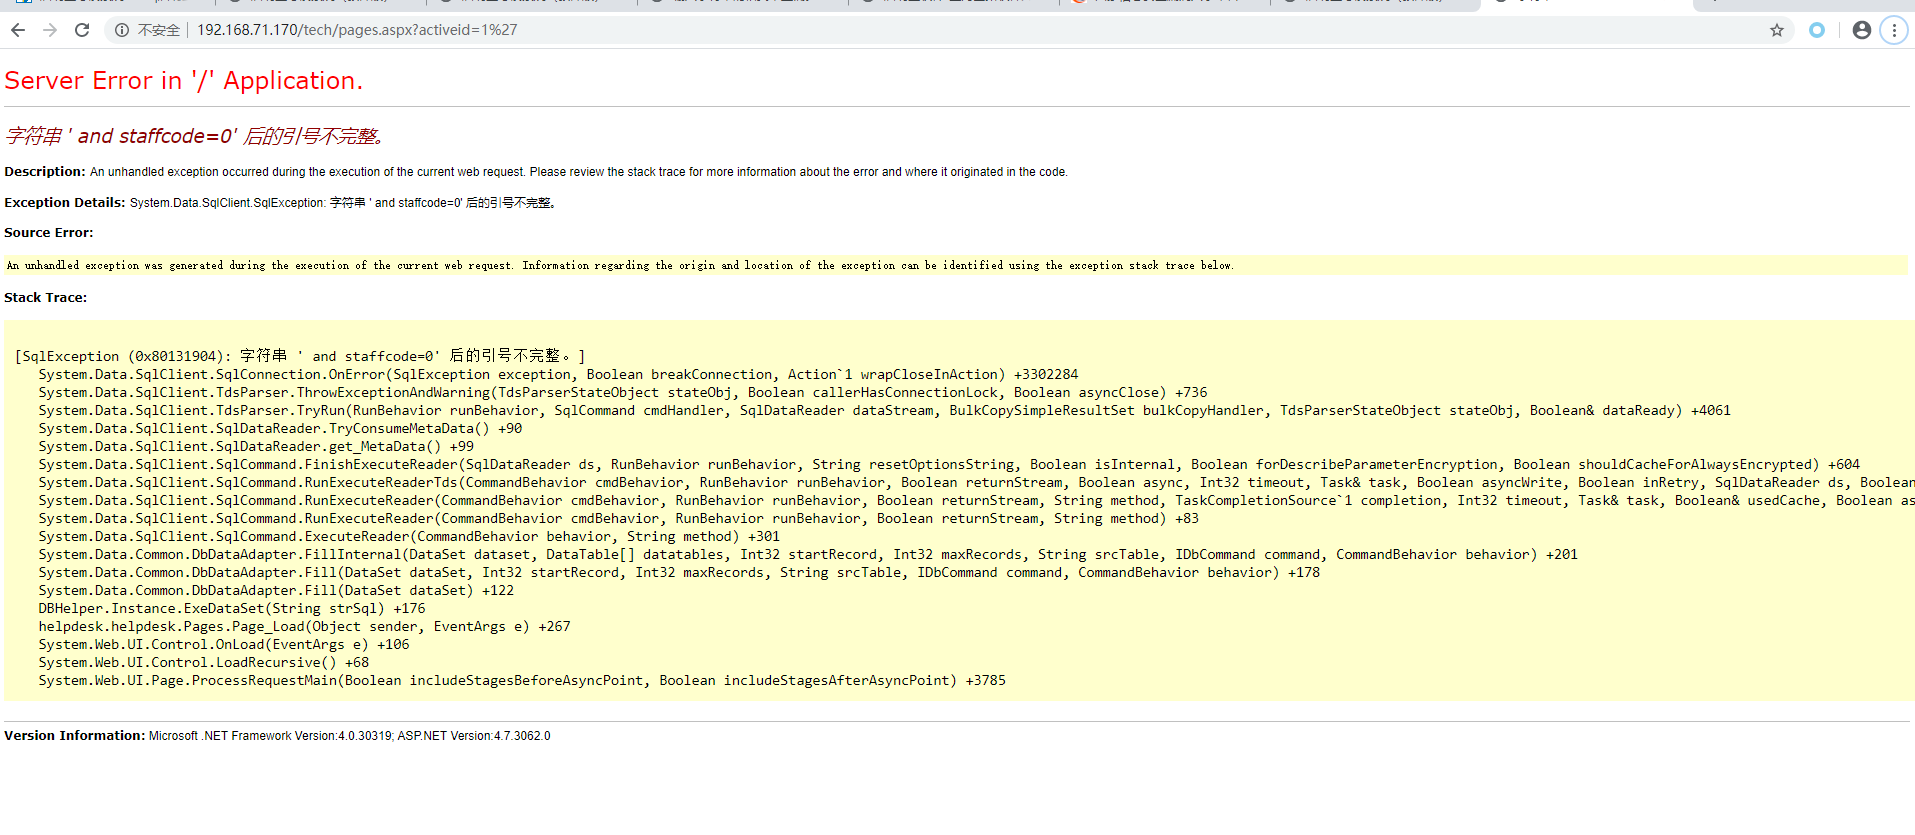 不安全 192.168.71.170/tech/pages.aspx?activeid=1%27
Server Error in '/' Application.
字符串 ' and staffcode=0' 后的引号不完整。
Description: An unhandled exception occurred during the execution of the current web request. Please review the stack trace for more information about the error and where it originated in the code.
Exception Details: System.Data.SqlClient.SqlException: 字符串 ' and staffcode=0' 后的引号不完整。
Source Error:
An unhandled exception was generated during the execution of the current web request. Information regarding the origin and location of the exception can be identified using the exception stack trace below.
Stack Trace:
[SqlException (0x80131904): 字符串 ' and staffcode=0' 后的引号不完整。]
System.Data.SqlClient.SqlConnection.OnError(SqlException exception, Boolean breakConnection, Action`1 wrapCloseInAction) +3302284
System.Data.SqlClient.TdsParser.ThrowExceptionAndWarning(TdsParserStateObject stateObj, Boolean callerHasConnectionLock, Boolean asyncClose) +736
System.Data.SqlClient.TdsParser.TryRun(RunBehavior runBehavior, SqlCommand cmdHandler, SqlDataReader dataStream, BulkCopySimpleResultSet bulkCopyHandler, TdsParserStateObject stateObj, Boolean& dataReady) +4061
System.Data.SqlClient.SqlDataReader.TryConsumeMetaData() +90
System.Data.SqlClient.SqlDataReader.get_MetaData() +99
System.Data.SqlClient.SqlCommand.FinishExecuteReader(SqlDataReader ds, RunBehavior runBehavior, String resetOptionsString, Boolean isInternal, Boolean forDescribeParameterEncryption, Boolean shouldCacheForAlwaysEncrypted) +604
System.Data.SqlClient.SqlCommand.RunExecuteReaderTds(CommandBehavior cmdBehavior, RunBehavior runBehavior, Boolean returnStream, Boolean async, Int32 timeout, Task& task, Boolean asyncWrite, Boolean inRetry, SqlDataReader ds, Boolean
System.Data.SqlClient.SqlCommand.RunExecuteReader(CommandBehavior cmdBehavior, RunBehavior runBehavior, Boolean returnStream, String method, TaskCompletionSource`1 completion, Int32 timeout, Task& task, Boolean& usedCache, Boolean as
System.Data.SqlClient.SqlCommand.RunExecuteReader(CommandBehavior cmdBehavior, RunBehavior runBehavior, Boolean returnStream, String method) +83
System.Data.SqlClient.SqlCommand.ExecuteReader(CommandBehavior behavior, String method) +301
System.Data.Common.DbDataAdapter.FillInternal(DataSet dataset, DataTable[] datatables, Int32 startRecord, Int32 maxRecords, String srcTable, IDbCommand command, CommandBehavior behavior) +201
System.Data.Common.DbDataAdapter.Fill(DataSet dataSet, Int32 startRecord, Int32 maxRecords, String srcTable, IDbCommand command, CommandBehavior behavior) +178
System.Data.Common.DbDataAdapter.Fill(DataSet dataSet) +122
DBHelper.Instance.ExeDataSet(String strSql) +176
helpdesk.helpdesk.Pages.Page_Load(Object sender, EventArgs e) +267
System.Web.UI.Control.OnLoad(EventArgs e) +106
System.Web.UI.Control.LoadRecursive() +68
System.Web.UI.Page.ProcessRequestMain(Boolean includeStagesBeforeAsyncPoint, Boolean includeStagesAfterAsyncPoint) +3785
Version Information: Microsoft .NET Framework Version:4.0.30319; ASP.NET Version:4.7.3062.0